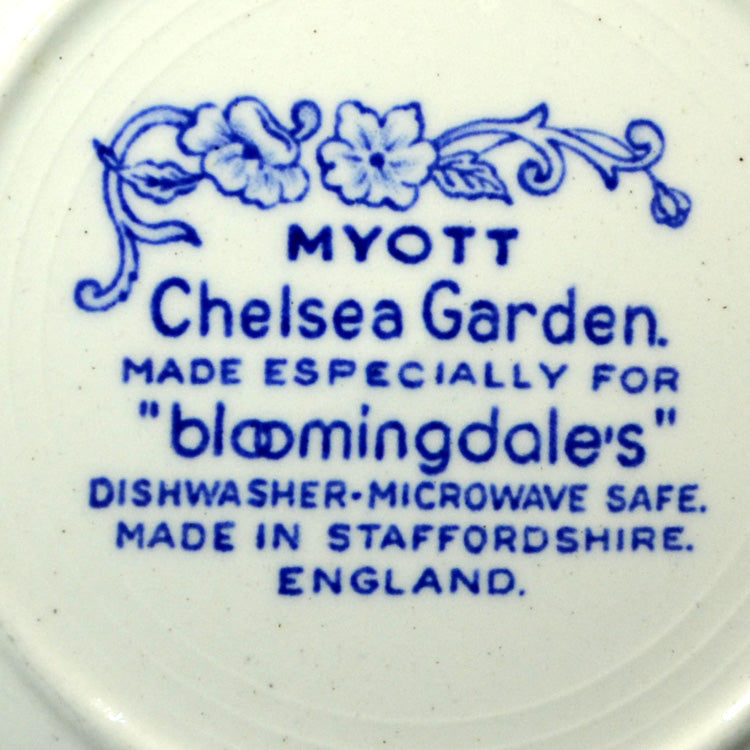 MYOTT
Chelsea Garden.
MADE ESPECIALLY FOR
"bloomingdale's"
DISHWASHER-MICROWAVE SAFE.
MADE IN STAFFORDSHIRE.
ENGLAND.